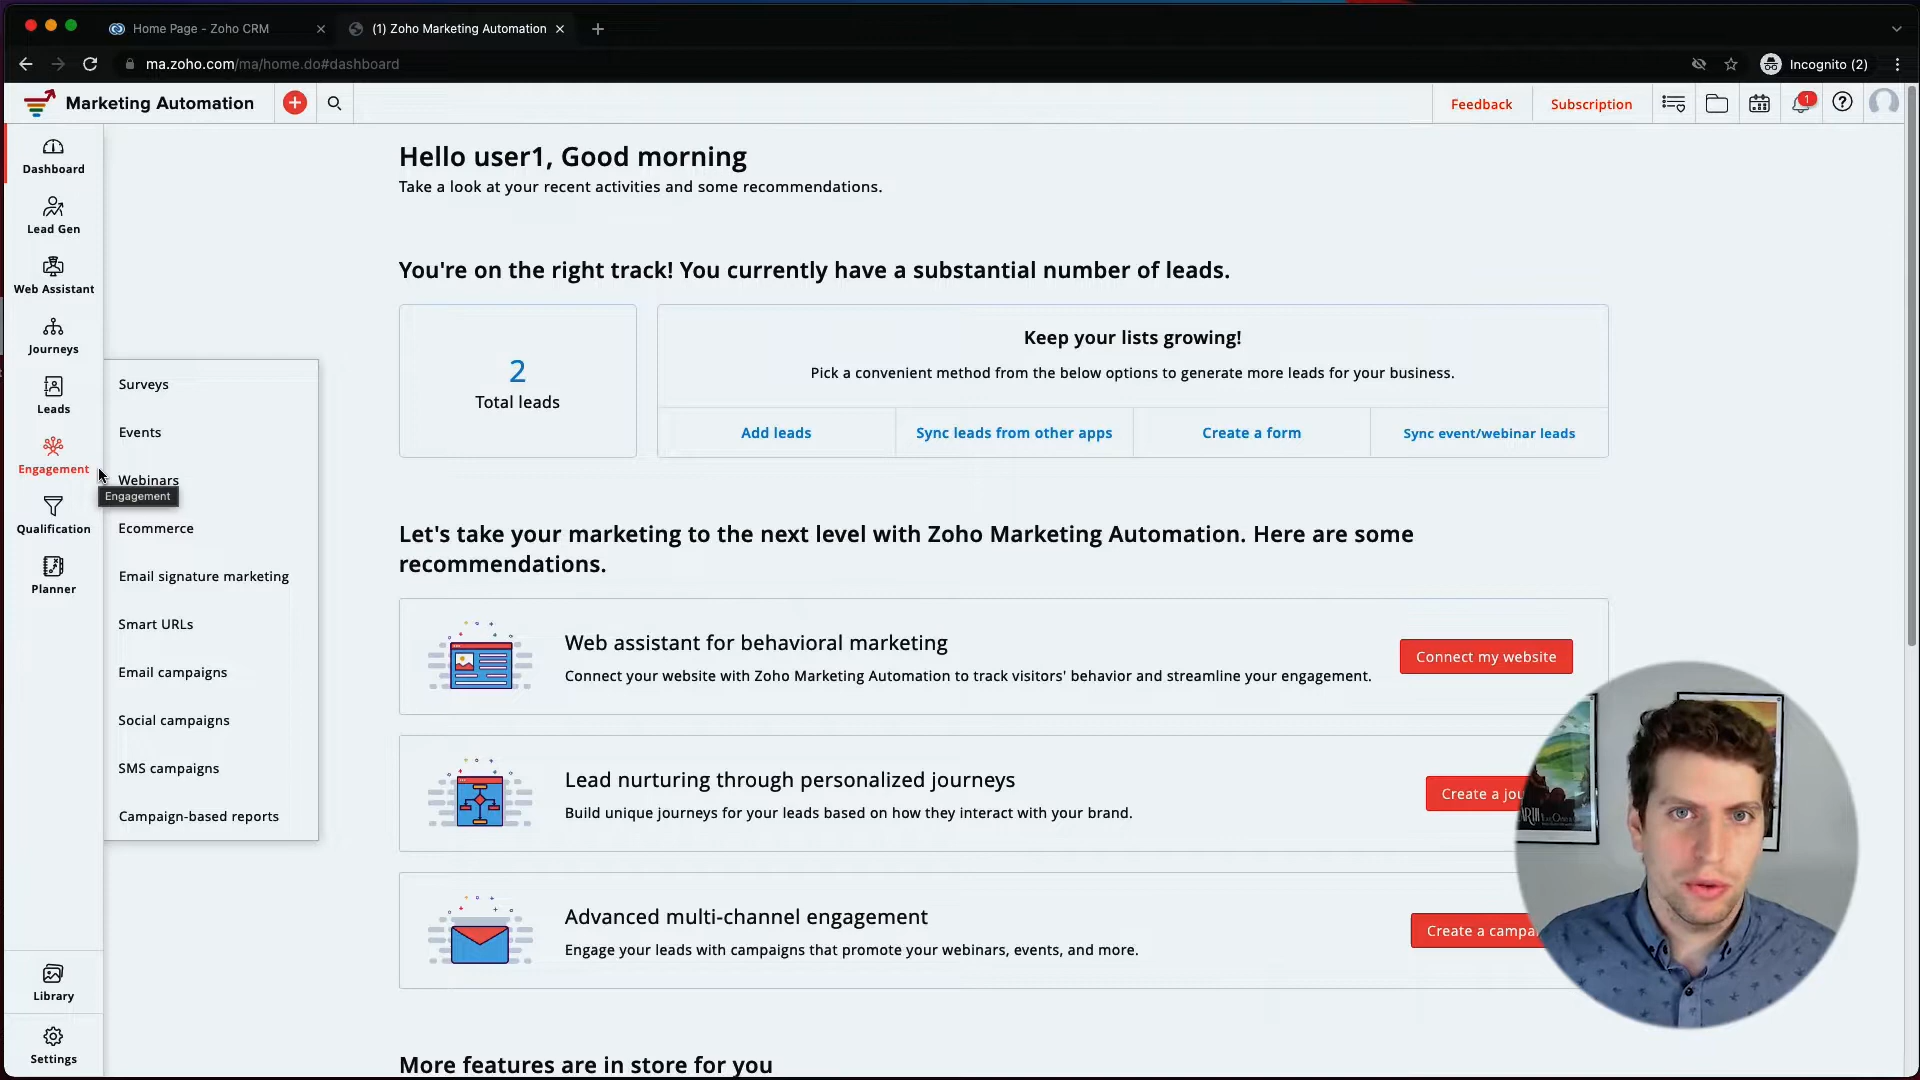 Home Page - Zoho CRM
(1) Zoho Marketing Automation
ma.zoho.com/ma/home.do#dashboard
Incognito (2)
Marketing Automation
Feedback
Subscription
1
Dashboard
Lead Gen
Web Assistant
Journeys
Leads
Engagement
Qualification
Planner
Library
Settings
Surveys
Events
Webinars
Engagement
Ecommerce
Email signature marketing
Smart URLs
Email campaigns
Social campaigns
SMS campaigns
Campaign-based reports
Hello user1, Good morning
Take a look at your recent activities and some recommendations.
You're on the right track! You currently have a substantial number of leads.
2
Total leads
Keep your lists growing!
Pick a convenient method from the below options to generate more leads for your business.
Add leads
Sync leads from other apps
Create a form
Sync event/webinar leads
Let's take your marketing to the next level with Zoho Marketing Automation. Here are some
recommendations.
Web assistant for behavioral marketing
Connect your website with Zoho Marketing Automation to track visitors' behavior and streamline your engagement.
Connect my website
Lead nurturing through personalized journeys
Build unique journeys for your leads based on how they interact with your brand.
Create a jou
Advanced multi-channel engagement
Engage your leads with campaigns that promote your webinars, events, and more.
Create a campa
More features are in store for you